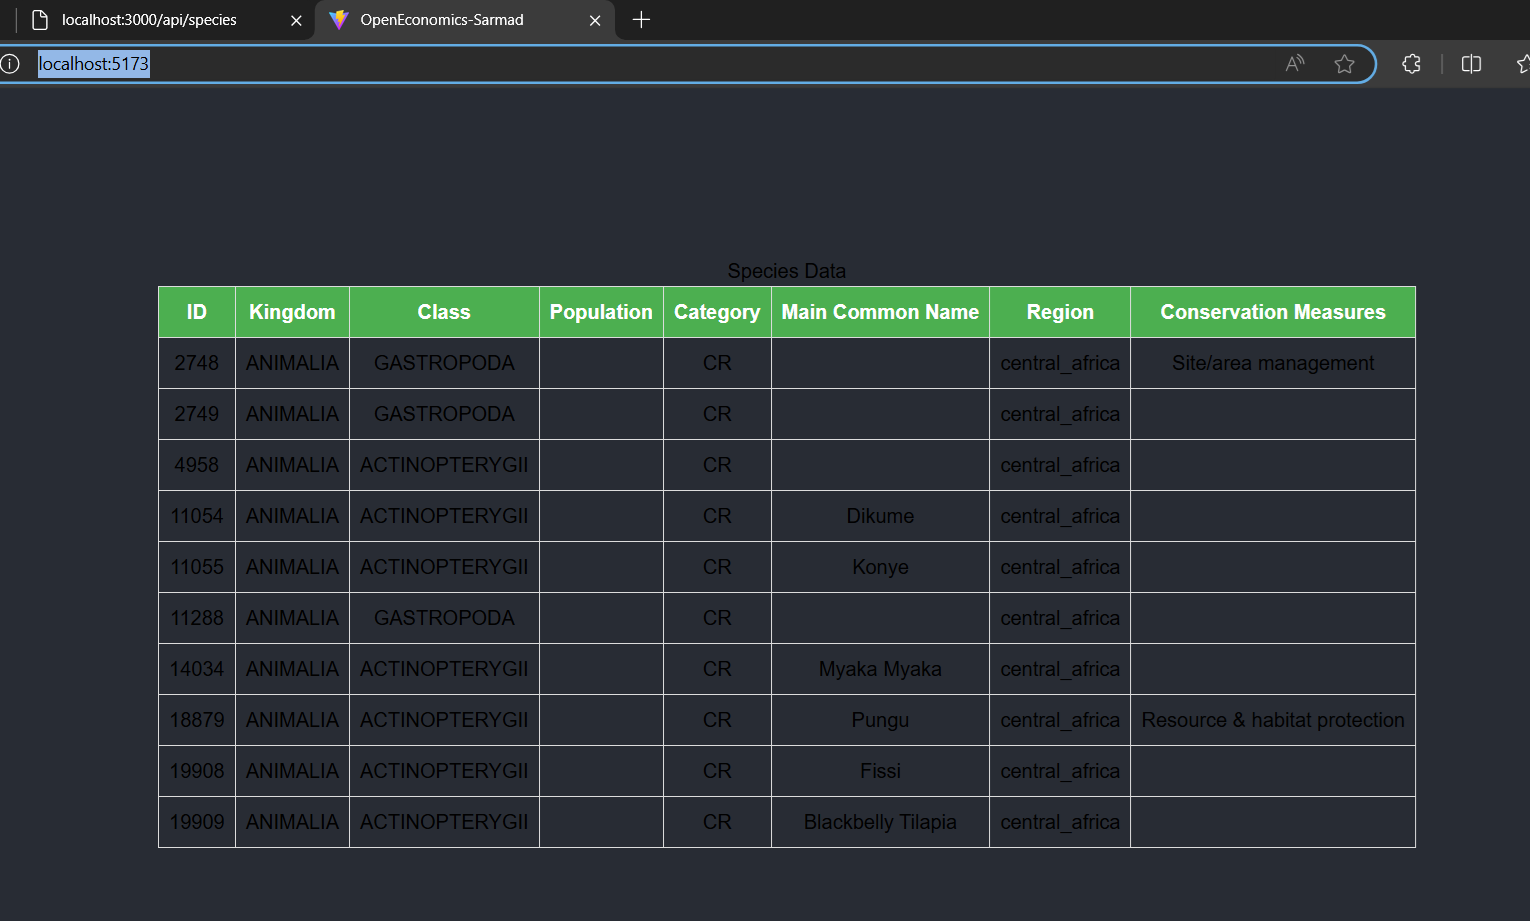 localhost:3000/api/species
OpenEconomics-Sarmad
localhost:5173
Species Data
ID Kingdom Class Population Category Main Common Name Region Conservation Measures
2748 ANIMALIA GASTROPODA CR central_africa Site/area management
2749 ANIMALIA GASTROPODA CR central_africa
4958 ANIMALIA ACTINOPTERYGII CR central_africa
11054 ANIMALIA ACTINOPTERYGII CR Dikume central_africa
11055 ANIMALIA ACTINOPTERYGII CR Konye central_africa
11288 ANIMALIA GASTROPODA CR central_africa
14034 ANIMALIA ACTINOPTERYGII CR Myaka Myaka central_africa
18879 ANIMALIA ACTINOPTERYGII CR Pungu central_africa Resource & habitat protection
19908 ANIMALIA ACTINOPTERYGII CR Fissi central_africa
19909 ANIMALIA ACTINOPTERYGII CR Blackbelly Tilapia central_africa